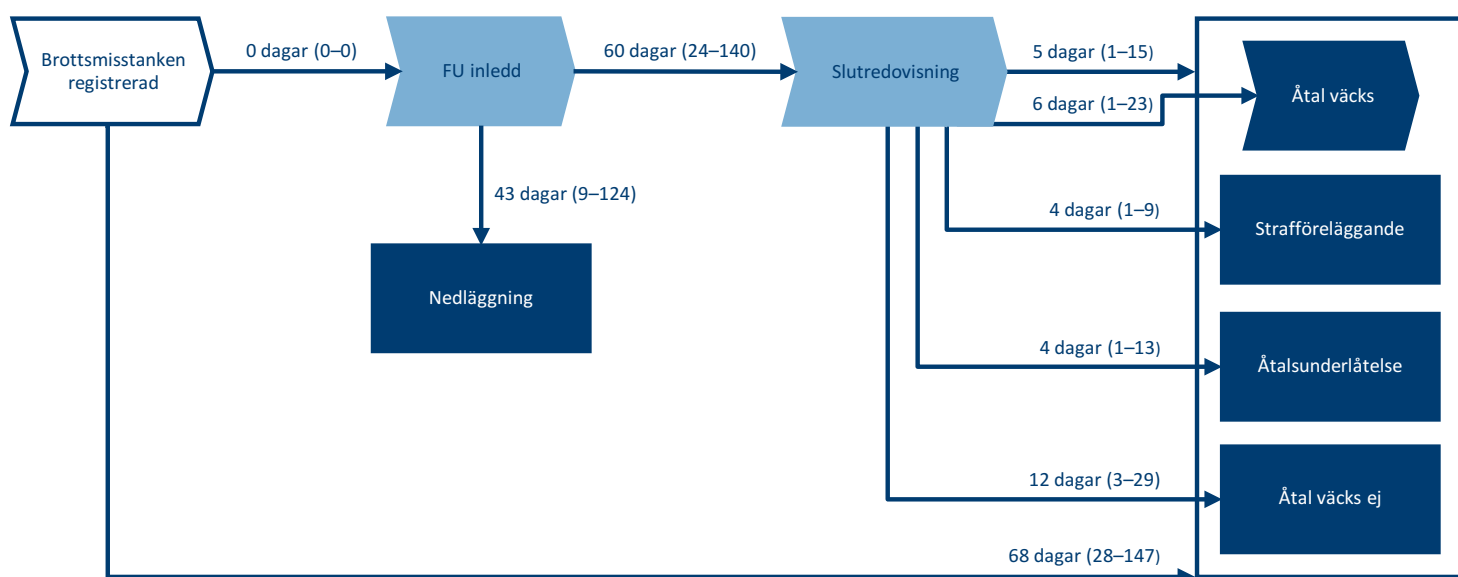 Brottsmisstanken
registrerad
0 dagar (0–0)
FU inledd
60 dagar (24–140)
Slutredovisning
5 dagar (1–15)
6 dagar (1–23)
Åtal väcks
43 dagar (9–124)
Nedläggning
4 dagar (1–9)
Strafföreläggande
4 dagar (1–13)
Åtalsunderlåtelse
12 dagar (3–29)
Åtal väcks ej
68 dagar (28–147)